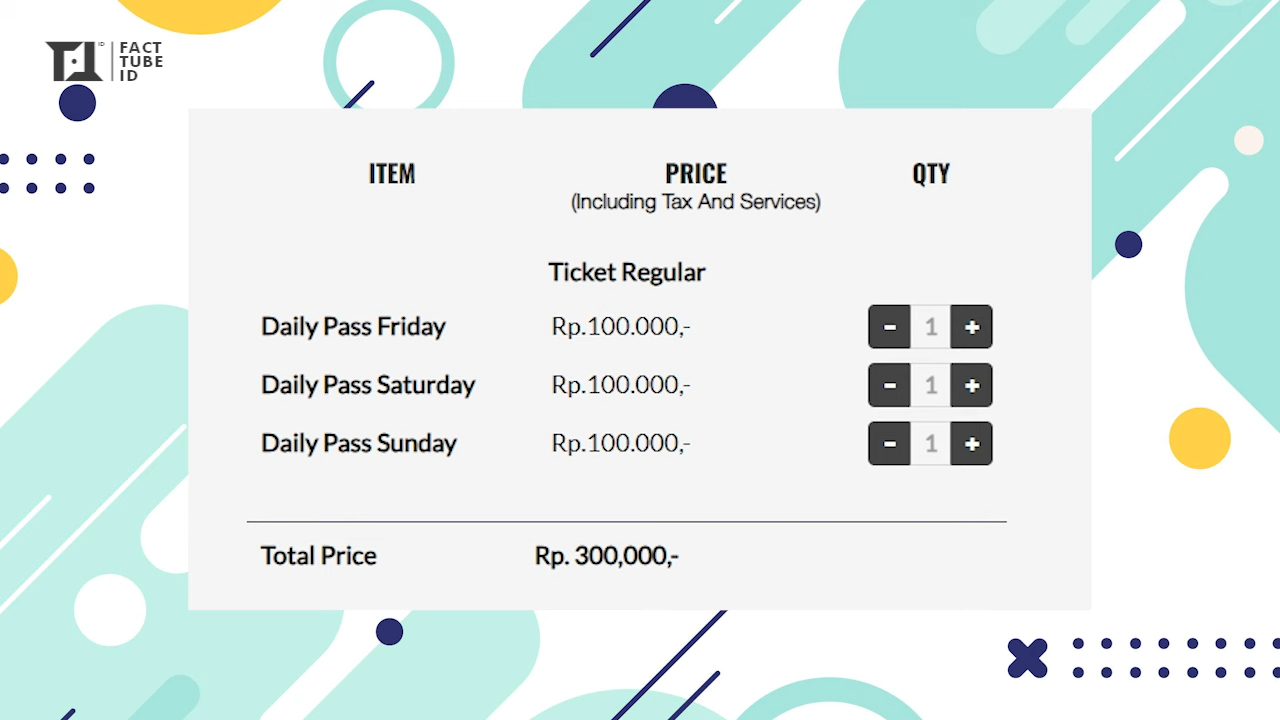 FACT
TUBE
ID
ITEM PRICE QTY
(Including Tax And Services)
Ticket Regular
Daily Pass Friday Rp.100.000,- - 1 +
Daily Pass Saturday Rp.100.000,- - 1 +
Daily Pass Sunday Rp.100.000,- - 1 +
Total Price Rp. 300,000,-